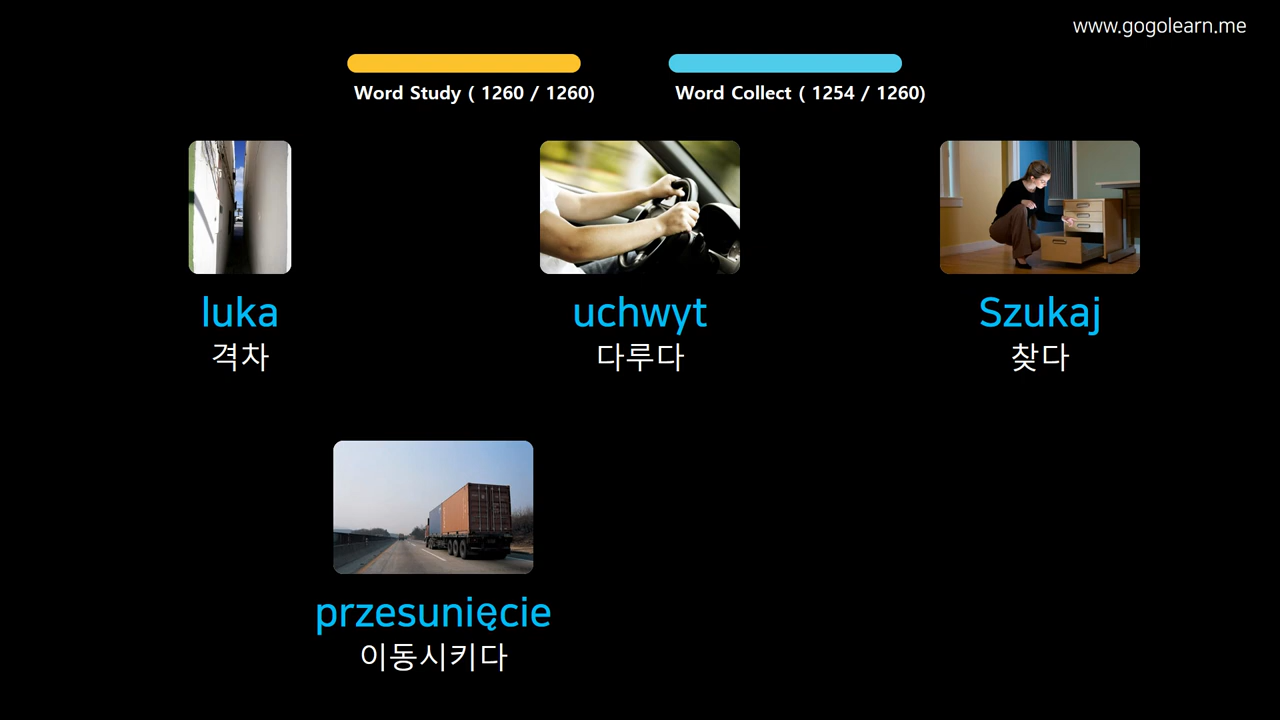 www.gogolearn.me
Word Study ( 1260 / 1260)
Word Collect ( 1254 / 1260)
luka
격차
uchwyt
다루다
Szukaj
찾다
przesunięcie
이동시키다